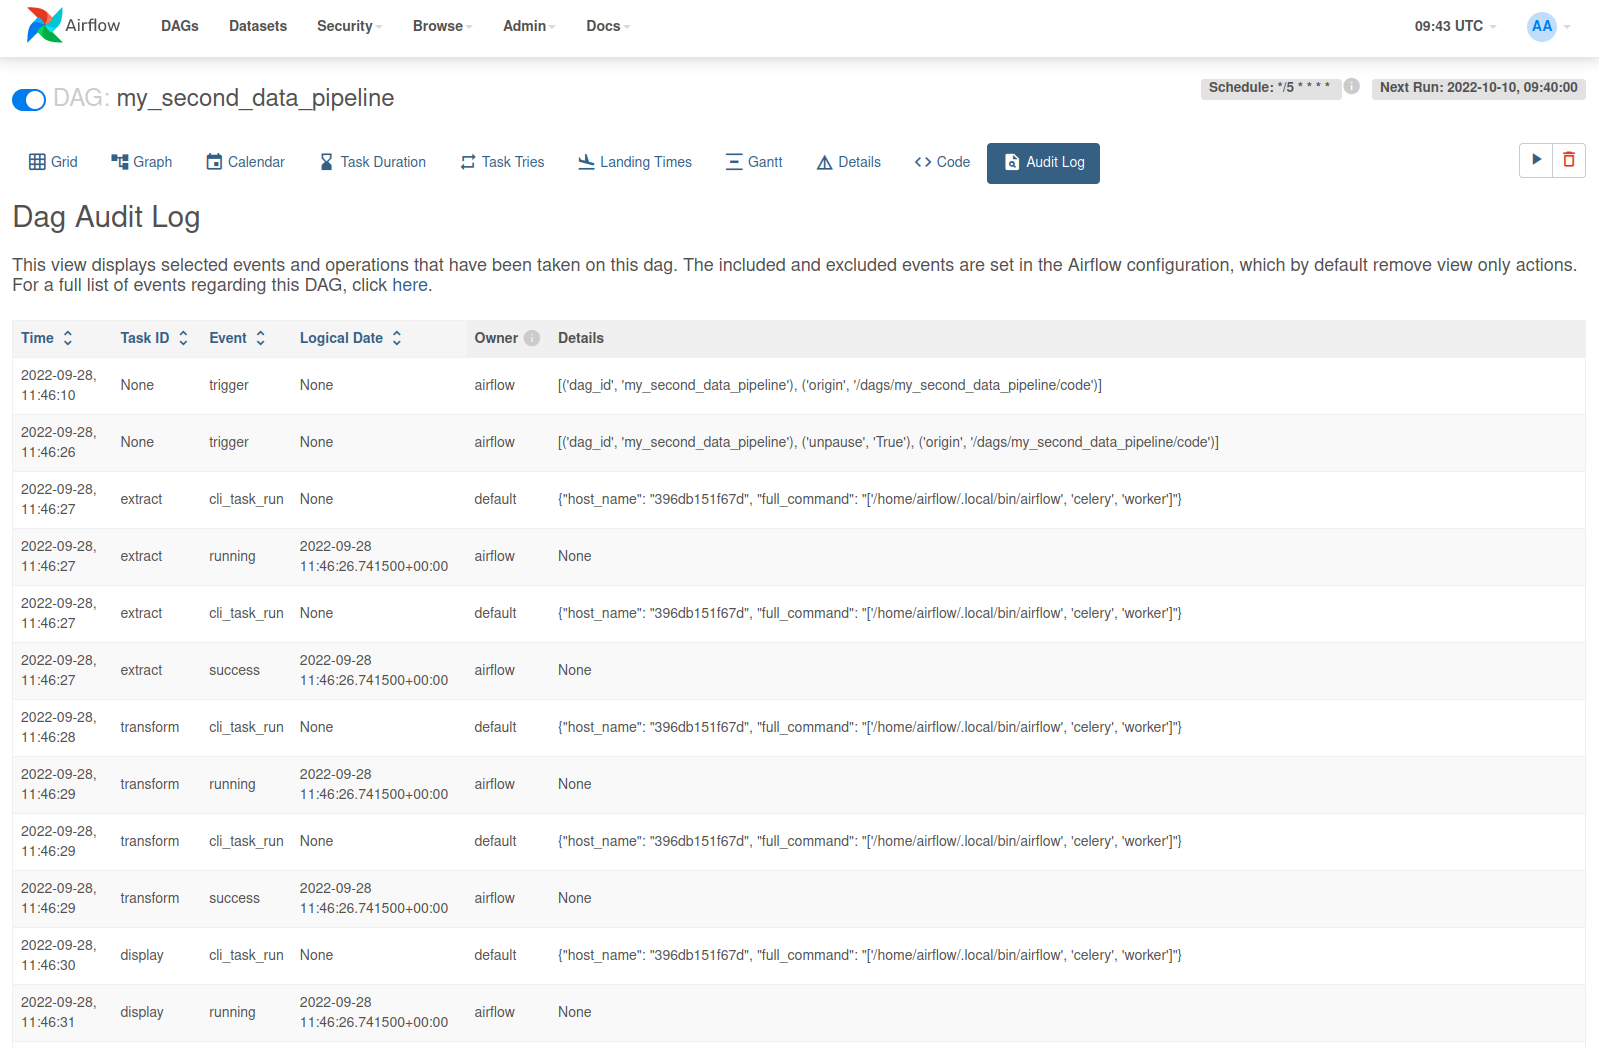 Airflow DAGs Datasets Security Browse Admin Docs 09:43 UTC AA
DAG: my_second_data_pipeline Schedule: */5 * * * * i Next Run: 2022-10-10, 09:40:00
Grid Graph Calendar Task Duration Task Tries Landing Times Gantt Details Code Audit Log
Dag Audit Log
This view displays selected events and operations that have been taken on this dag. The included and excluded events are set in the Airflow configuration, which by default remove view only actions.
For a full list of events regarding this DAG, click here.
Time Task ID Event Logical Date Owner i Details
2022-09-28,
11:46:10 None trigger None airflow [('dag_id', 'my_second_data_pipeline'), ('origin', '/dags/my_second_data_pipeline/code')]
2022-09-28,
11:46:26 None trigger None airflow [('dag_id', 'my_second_data_pipeline'), ('unpause', 'True'), ('origin', '/dags/my_second_data_pipeline/code')]
2022-09-28,
11:46:27 extract cli_task_run None default {"host_name": "396db151f67d", "full_command": "['/home/airflow/.local/bin/airflow', 'celery', 'worker']"}
2022-09-28, 2022-09-28
11:46:27 extract running 11:46:26.741500+00:00 airflow None
2022-09-28,
11:46:27 extract cli_task_run None default {"host_name": "396db151f67d", "full_command": "['/home/airflow/.local/bin/airflow', 'celery', 'worker']"}
2022-09-28, 2022-09-28
11:46:27 extract success 11:46:26.741500+00:00 airflow None
2022-09-28,
11:46:28 transform cli_task_run None default {"host_name": "396db151f67d", "full_command": "['/home/airflow/.local/bin/airflow', 'celery', 'worker']"}
2022-09-28, 2022-09-28
11:46:29 transform running 11:46:26.741500+00:00 airflow None
2022-09-28,
11:46:29 transform cli_task_run None default {"host_name": "396db151f67d", "full_command": "['/home/airflow/.local/bin/airflow', 'celery', 'worker']"}
2022-09-28, 2022-09-28
11:46:29 transform success 11:46:26.741500+00:00 airflow None
2022-09-28,
11:46:30 display cli_task_run None default {"host_name": "396db151f67d", "full_command": "['/home/airflow/.local/bin/airflow', 'celery', 'worker']"}
2022-09-28, 2022-09-28
11:46:31 display running 11:46:26.741500+00:00 airflow None